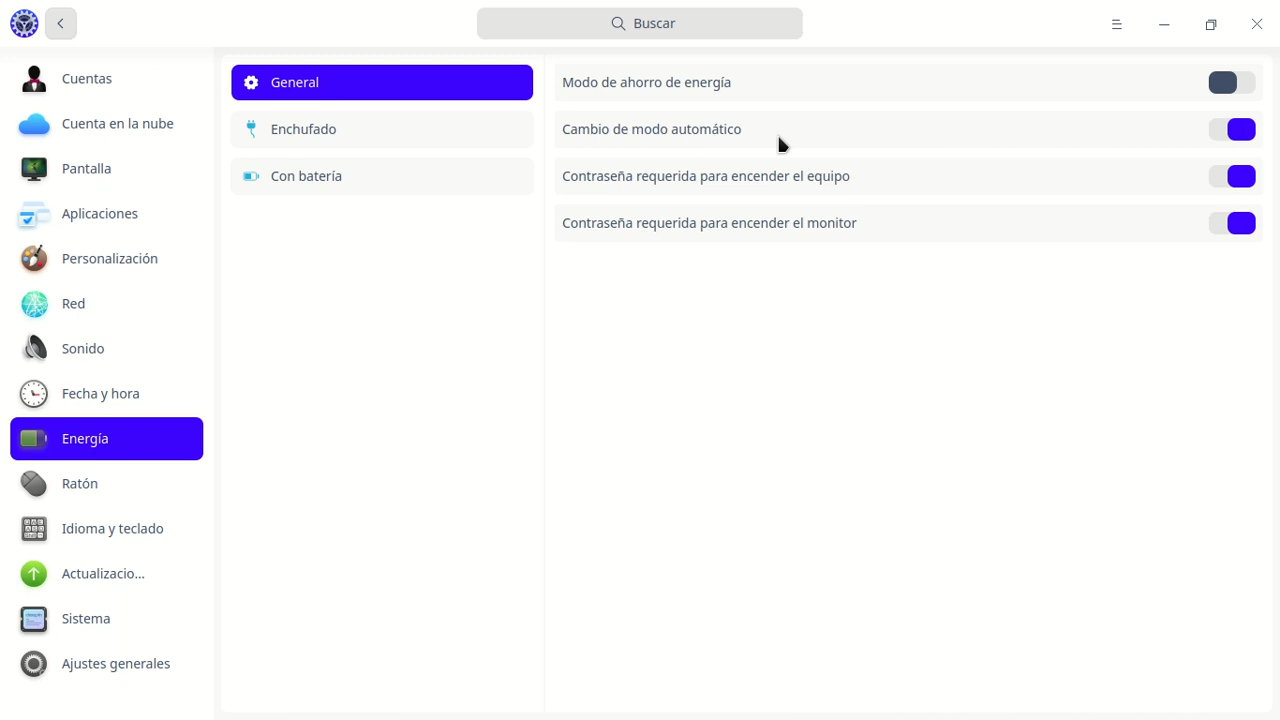 Buscar
Cuentas
Cuenta en la nube
Pantalla
Aplicaciones
Personalización
Red
Sonido
Fecha y hora
Energía
Ratón
Idioma y teclado
Actualizacio...
Sistema
Ajustes generales
General
Enchufado
Con batería
Modo de ahorro de energía
Cambio de modo automático
Contraseña requerida para encender el equipo
Contraseña requerida para encender el monitor